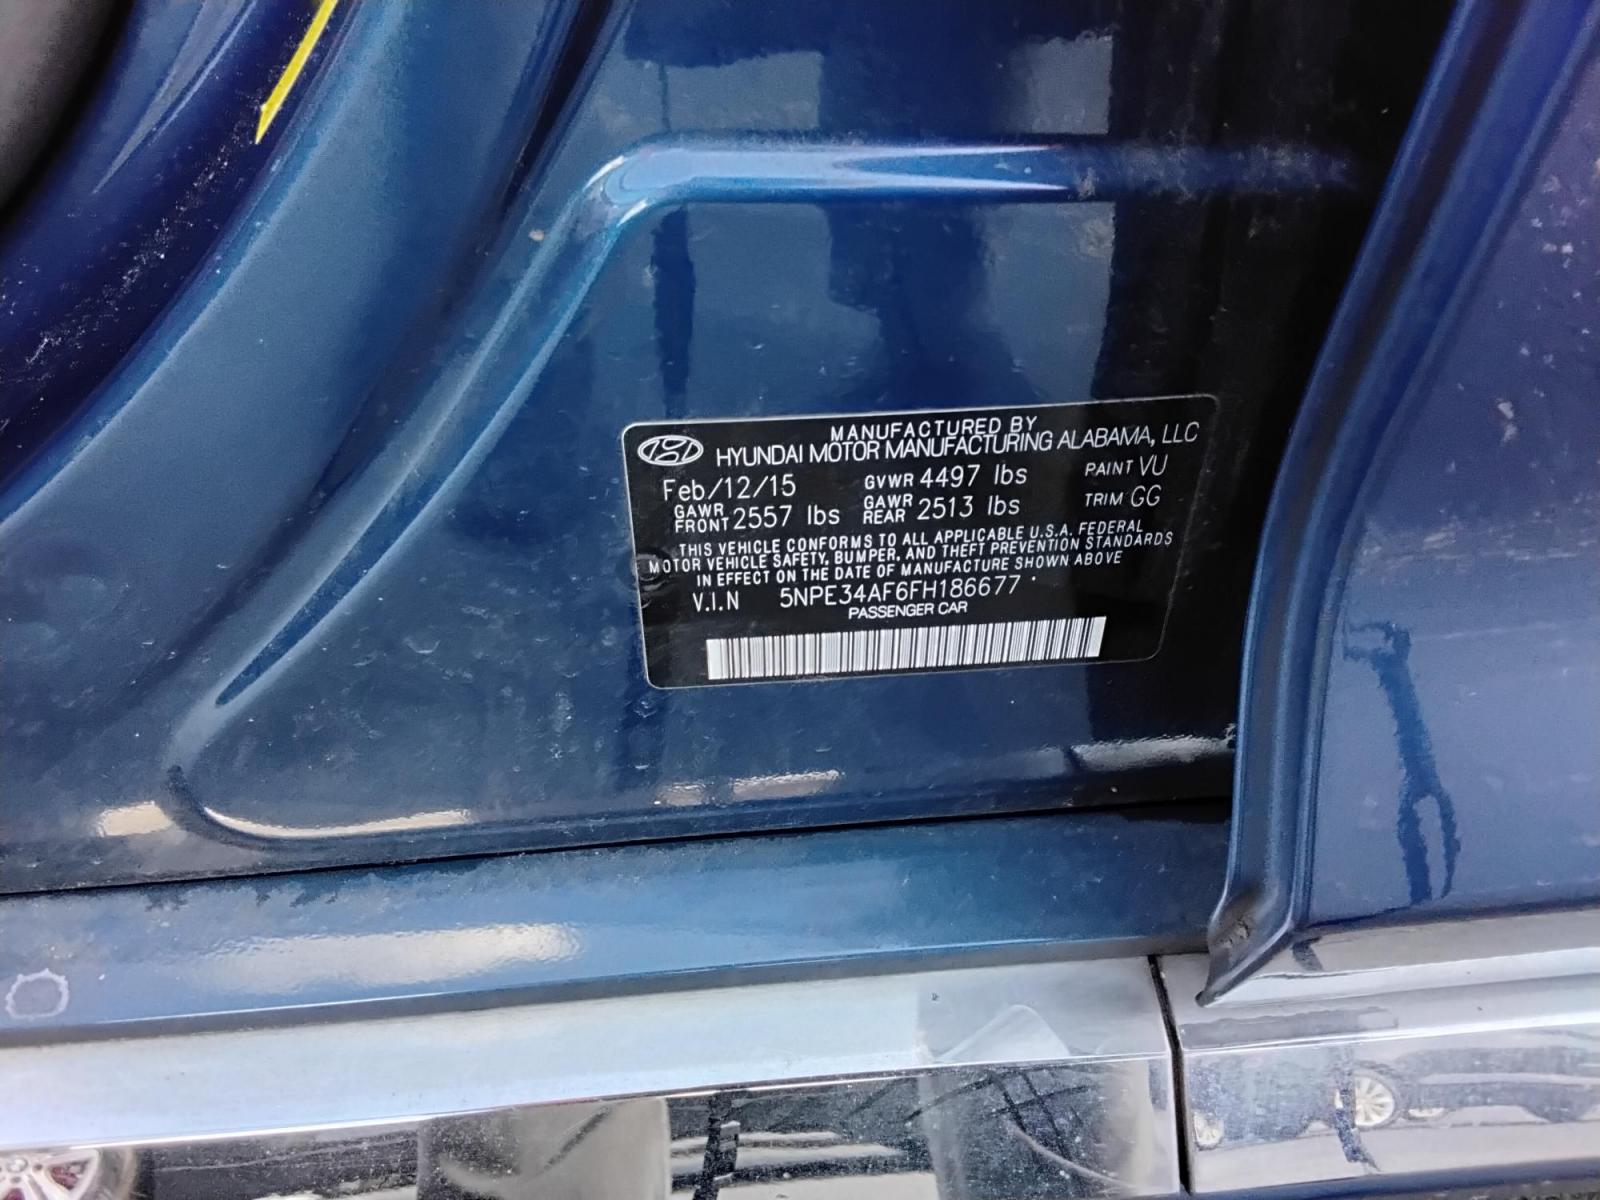 MANUFACTURED BY
HYUNDAI MOTOR MANUFACTURING ALABAMA, LLC
Feb/12/15 GVWR 4497 lbs PAINT VU
GAWR FRONT 2557 lbs GAWR REAR 2513 lbs TRIM GG
THIS VEHICLE CONFORMS TO ALL APPLICABLE U.S.A. FEDERAL
MOTOR VEHICLE SAFETY, BUMPER, AND THEFT PREVENTION STANDARDS
IN EFFECT ON THE DATE OF MANUFACTURE SHOWN ABOVE
V.I.N 5NPE34AF6FH186677
PASSENGER CAR